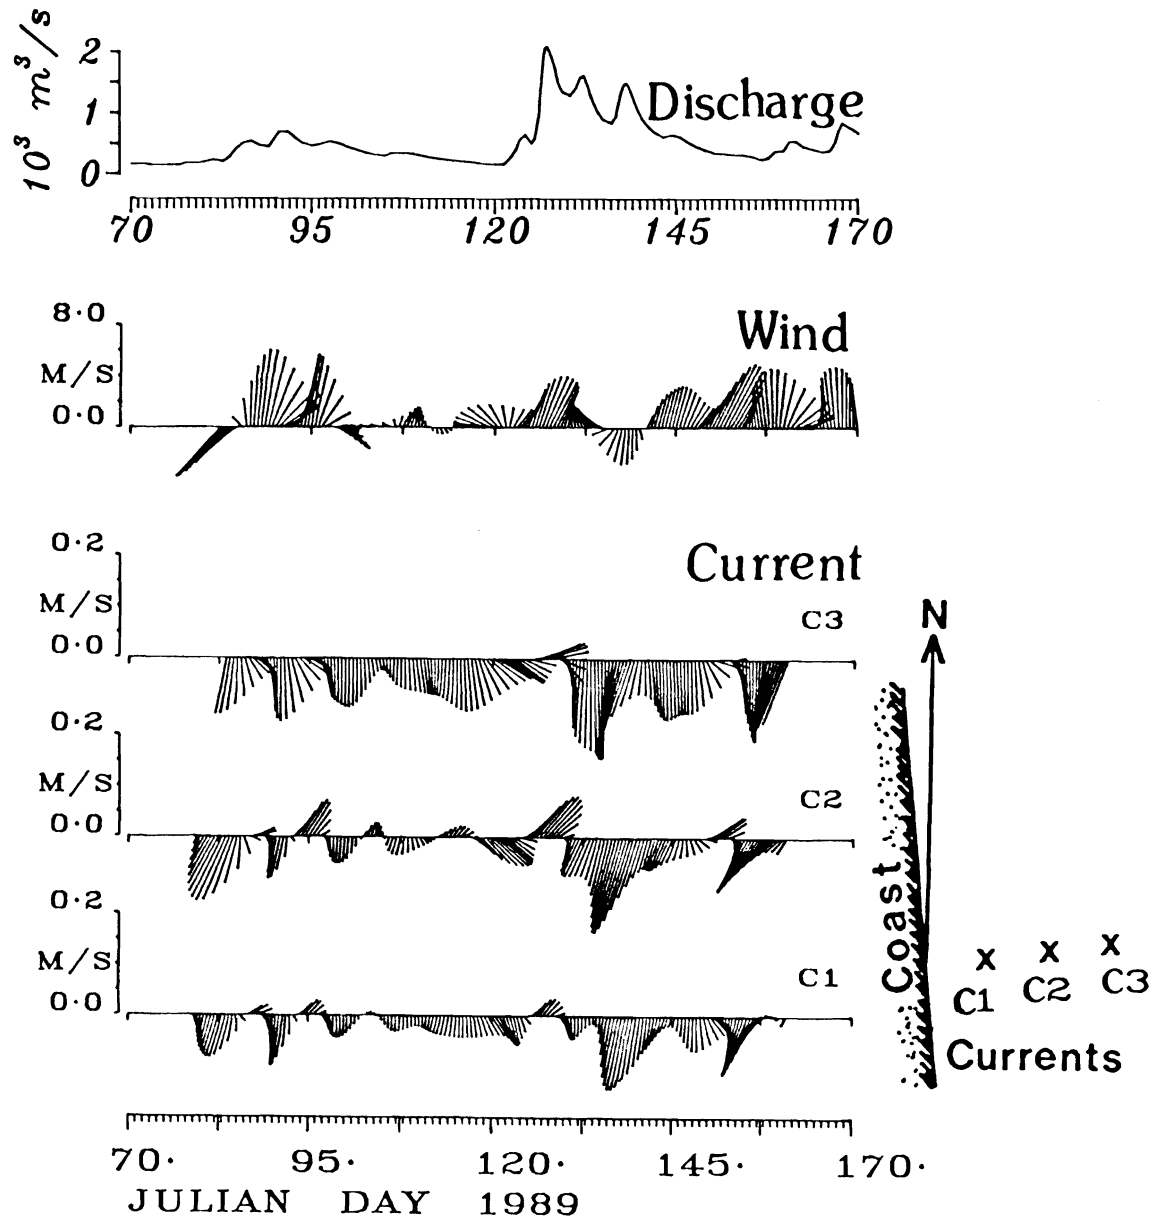 10³ m³/s
2
1
0
Discharge
70 95 120 145 170
8.0
M/S
0.0
Wind
0.2
M/S
0.0
Current
C3
0.2
M/S
0.0
C2
0.2
M/S
0.0
C1
70. 95. 120. 145. 170.
JULIAN DAY 1989
N
Coast
x x x
C1 C2 C3
Currents